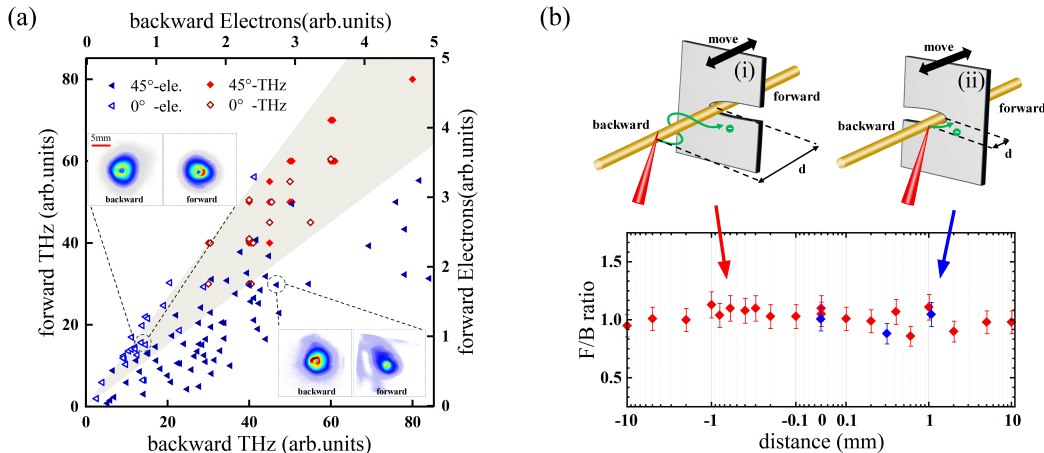 (a)
backward Electrons(arb.units)
0 1 2 3 4 5
forward THz (arb.units)
80
60
40
20
0
5
4
3
2
1
0
forward Electrons(arb.units)
45°-ele. 45°-THz
0° -ele. 0° -THz
5mm
backward forward
backward forward
0 20 40 60 80
backward THz (arb.units)
(b)
move
(i)
forward
backward
d
move
(ii)
forward
backward
d
F/B ratio
1.5
1.0
0.5
-10 -1 -0.1 0 0.1 1 10
distance (mm)